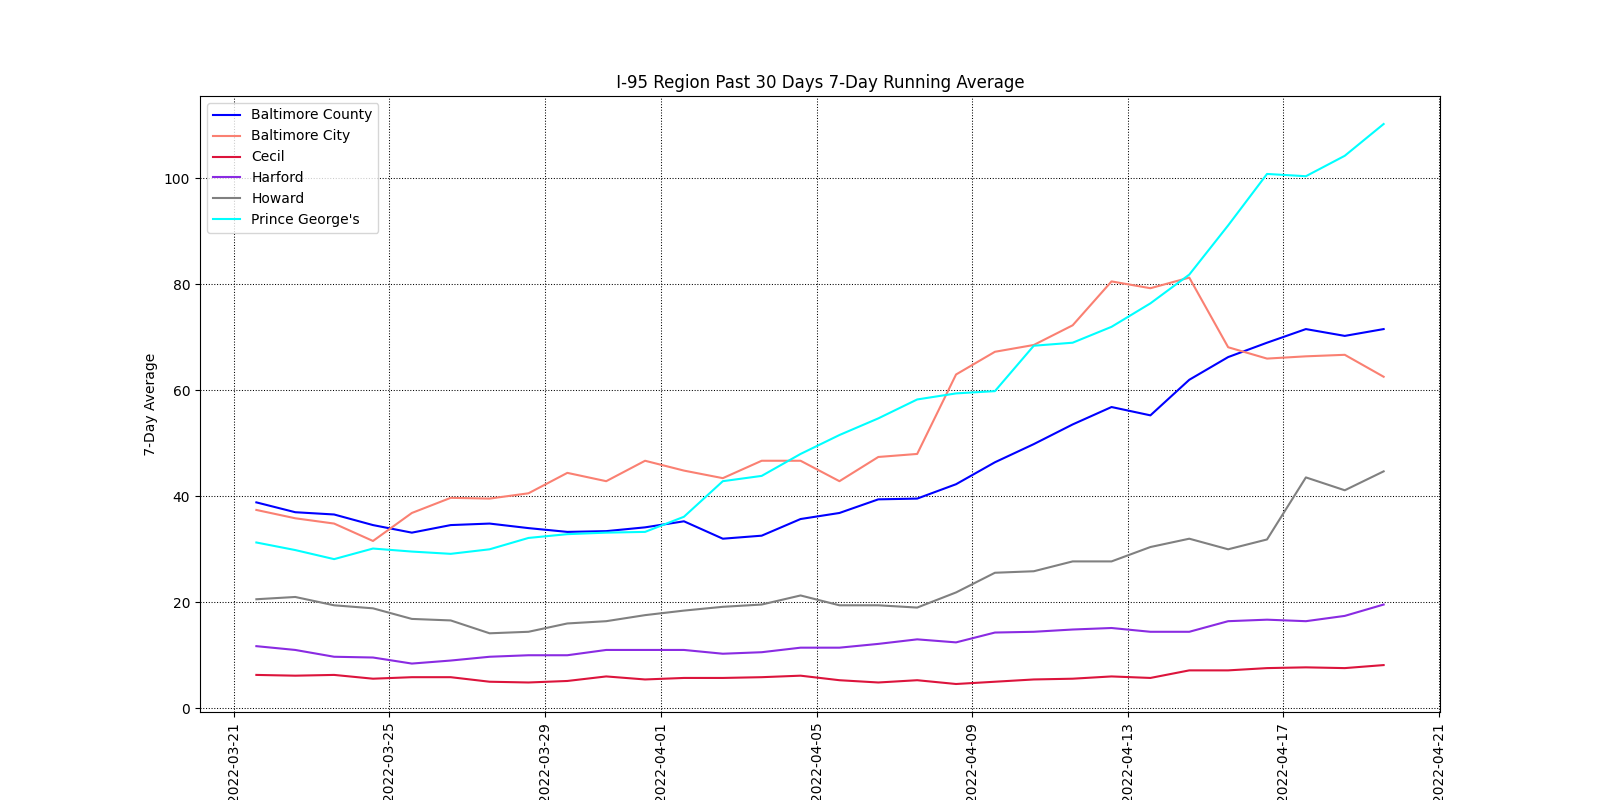 I-95 Region Past 30 Days 7-Day Running Average
Baltimore County
Baltimore City
Cecil
Harford
Howard
Prince George's
7-Day Average
100
80
60
40
20
0
2022-03-21
2022-03-25
2022-03-29
2022-04-01
2022-04-05
2022-04-09
2022-04-13
2022-04-17
2022-04-21